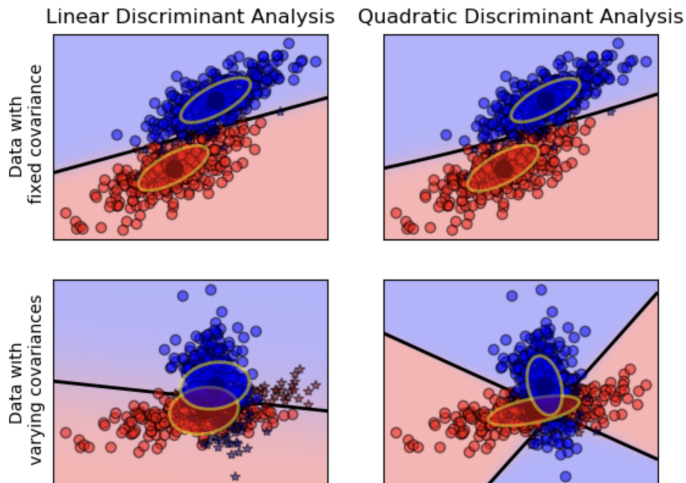 Linear Discriminant Analysis
Quadratic Discriminant Analysis
Data with
fixed covariance
Data with
varying covariances